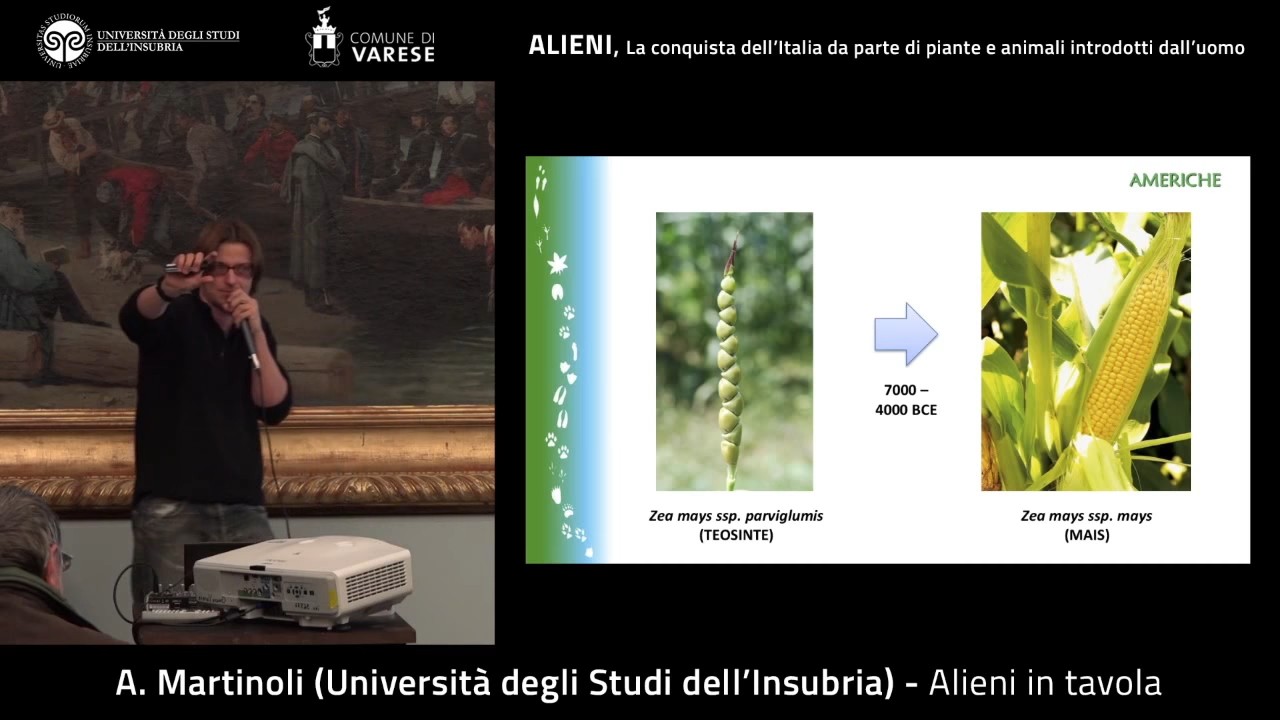 UNIVERSITÀ DEGLI STUDI
DELL'INSUBRIA
COMUNE DI
VARESE
ALIENI, La conquista dell'Italia da parte di piante e animali introdotti dall'uomo
AMERICHE
7000 –
4000 BCE
Zea mays ssp. parviglumis
(TEOSINTE)
Zea mays ssp. mays
(MAIS)
A. Martinoli (Università degli Studi dell'Insubria) - Alieni in tavola